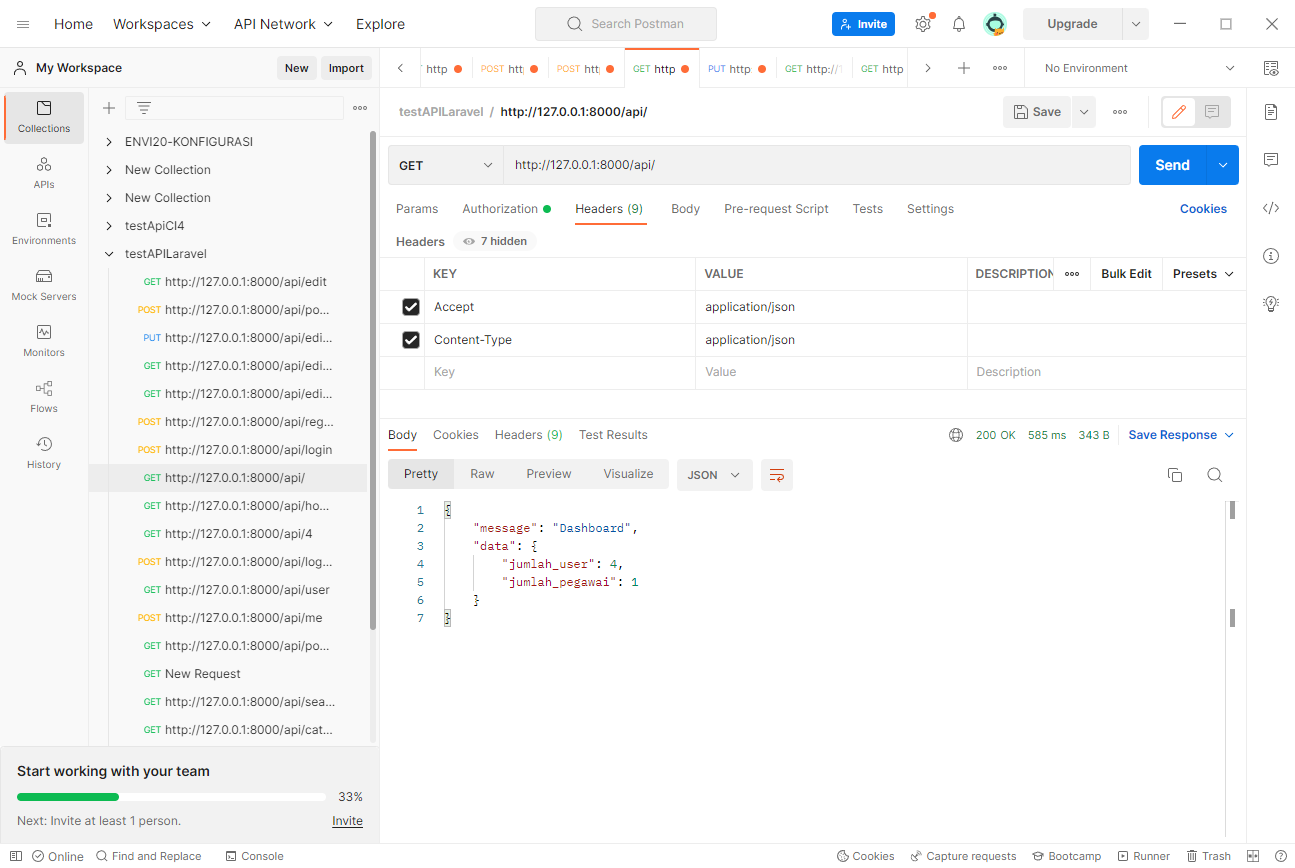 Home Workspaces API Network Explore Search Postman Invite Upgrade
My Workspace New Import
http POST htt POST htt GET http PUT http GET http:// GET http No Environment
Collections
APIs
Environments
Mock Servers
Monitors
Flows
History
ENVI20-KONFIGURASI
New Collection
New Collection
testApiCI4
testAPILaravel
GET http://127.0.0.1:8000/api/edit
POST http://127.0.0.1:8000/api/po...
PUT http://127.0.0.1:8000/api/edi...
GET http://127.0.0.1:8000/api/edi...
GET http://127.0.0.1:8000/api/edi...
POST http://127.0.0.1:8000/api/reg...
POST http://127.0.0.1:8000/api/login
GET http://127.0.0.1:8000/api/
GET http://127.0.0.1:8000/api/ho...
GET http://127.0.0.1:8000/api/4
POST http://127.0.0.1:8000/api/log...
GET http://127.0.0.1:8000/api/user
POST http://127.0.0.1:8000/api/me
GET http://127.0.0.1:8000/api/po...
GET New Request
GET http://127.0.0.1:8000/api/sea...
GET http://127.0.0.1:8000/api/cat...
Start working with your team
33%
Next: Invite at least 1 person. Invite
testAPILaravel / http://127.0.0.1:8000/api/ Save
GET http://127.0.0.1:8000/api/ Send
Params Authorization Headers (9) Body Pre-request Script Tests Settings Cookies
Headers 7 hidden
KEY VALUE DESCRIPTION Bulk Edit Presets
Accept application/json
Content-Type application/json
Key Value Description
Body Cookies Headers (9) Test Results 200 OK 585 ms 343 B Save Response
Pretty Raw Preview Visualize JSON
1 {
2 "message": "Dashboard",
3 "data": {
4 "jumlah_user": 4,
5 "jumlah_pegawai": 1
6 }
7 }
Online Find and Replace Console Cookies Capture requests Bootcamp Runner Trash